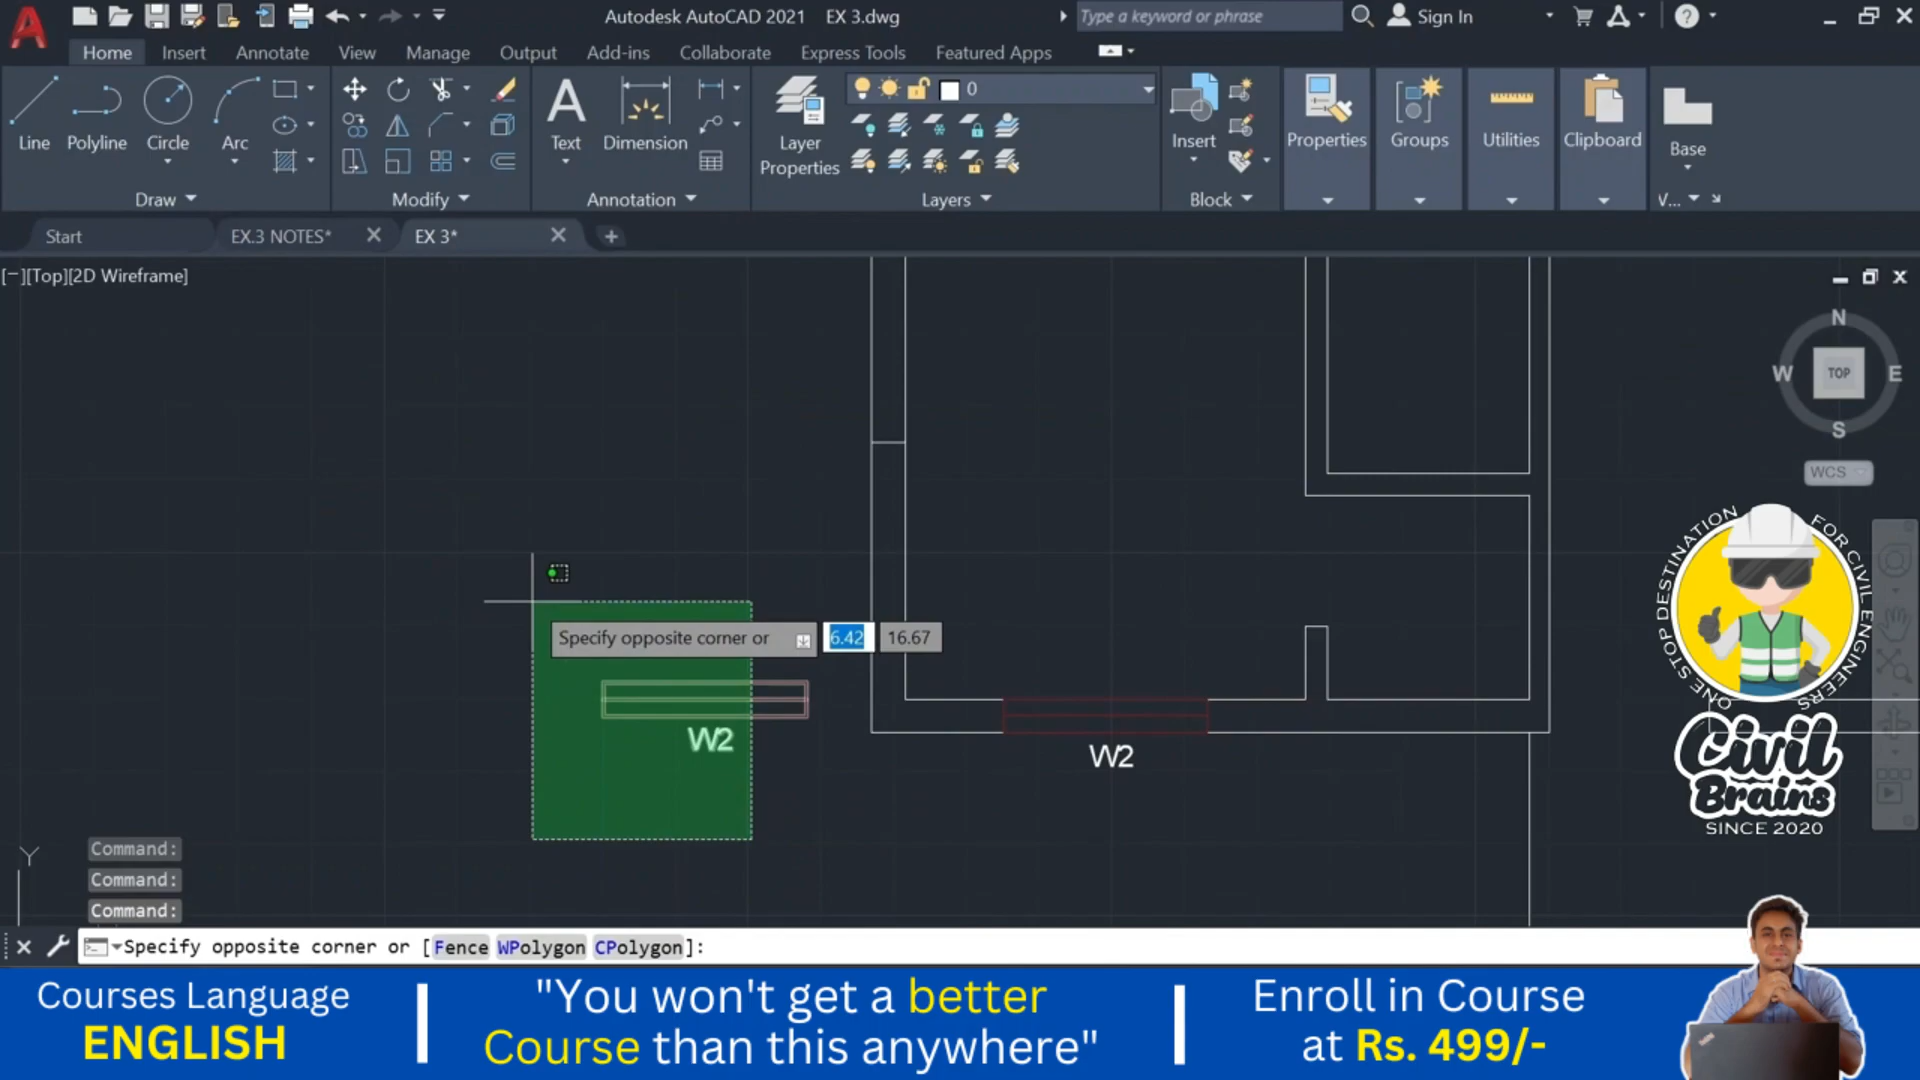 Autodesk AutoCAD 2021 EX 3.dwg
Type a keyword or phrase
Sign In
Home Insert Annotate View Manage Output Add-ins Collaborate Express Tools Featured Apps
0
Line Polyline Circle Arc
Text Dimension
Layer
Properties
Insert
Properties Groups Utilities Clipboard Base
Draw Modify Annotation Layers Block V...
Start EX.3 NOTES* EX 3*
[−][Top][2D Wireframe]
N
W TOP E
S
WCS
Specify opposite corner or 6.42 16.67
W2
W2
ONE STOP DESTINATION FOR CIVIL ENGINEERS
Civil
Brains
SINCE 2020
Y
Command:
Command:
Command:
Specify opposite corner or [Fence WPolygon CPolygon]:
Courses Language
ENGLISH
"You won't get a better
Course than this anywhere"
Enroll in Course
at Rs. 499/-